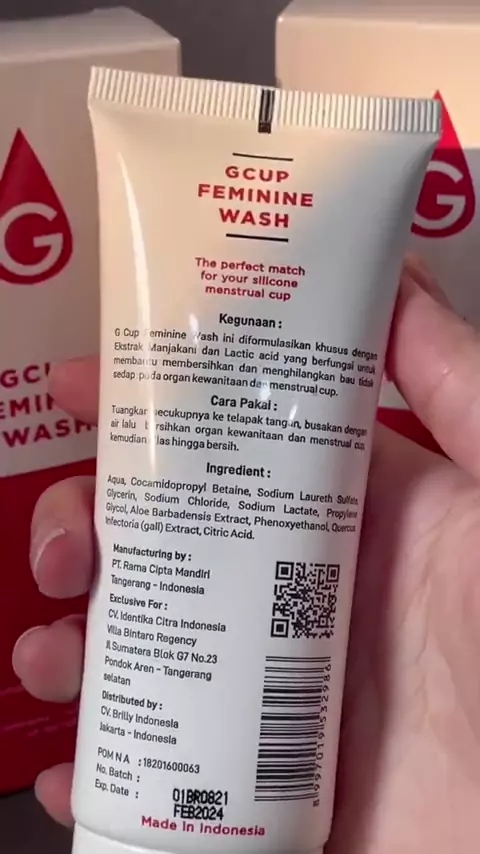 GCUP
FEMININE
WASH
The perfect match
for your silicone
menstrual cup
Kegunaan :
G Cup Feminine Wash ini diformulasikan khusus dengan
Ekstrak Manjakani dan Lactic acid yang berfungsi untuk
membantu membersihkan dan menghilangkan bau tidak
sedap pada organ kewanitaan dan menstrual cup.
Cara Pakai :
Tuangkan secukupnya ke telapak tangan, busakan dengan
air lalu bersihkan organ kewanitaan dan menstrual cup
kemudian bilas hingga bersih.
Ingredient :
Aqua, Cocamidopropyl Betaine, Sodium Laureth Sulfate,
Glycerin, Sodium Chloride, Sodium Lactate, Propylene
Glycol, Aloe Barbadensis Extract, Phenoxyethanol, Quercus
Infectoria (gall) Extract, Citric Acid.
Manufacturing by :
PT. Rama Cipta Mandiri
Tangerang - Indonesia
Exclusive For :
CV. Identika Citra Indonesia
Villa Bintaro Regency
Jl Sumatera Blok G7 No.23
Pondok Aren - Tangerang
selatan
Distributed by :
CV. Brilly Indonesia
Jakarta - Indonesia
POM N A : 18201600063
No. Batch : 01BR0821
Exp. Date : FEB2024
Made in Indonesia
8997019532986
G
WASH
G